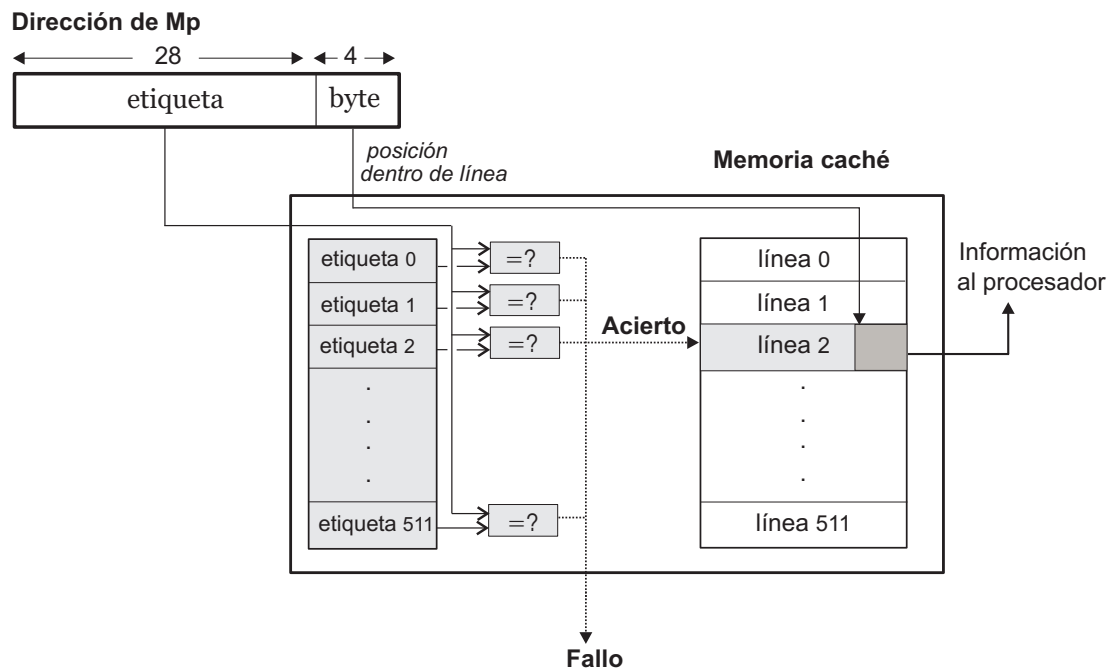 Dirección de Mp
28
4
etiqueta
byte
posición
dentro de línea
Memoria caché
etiqueta 0
=?
línea 0
Información
al procesador
etiqueta 1
=?
línea 1
Acierto
etiqueta 2
=?
línea 2
etiqueta 511
=?
línea 511
Fallo